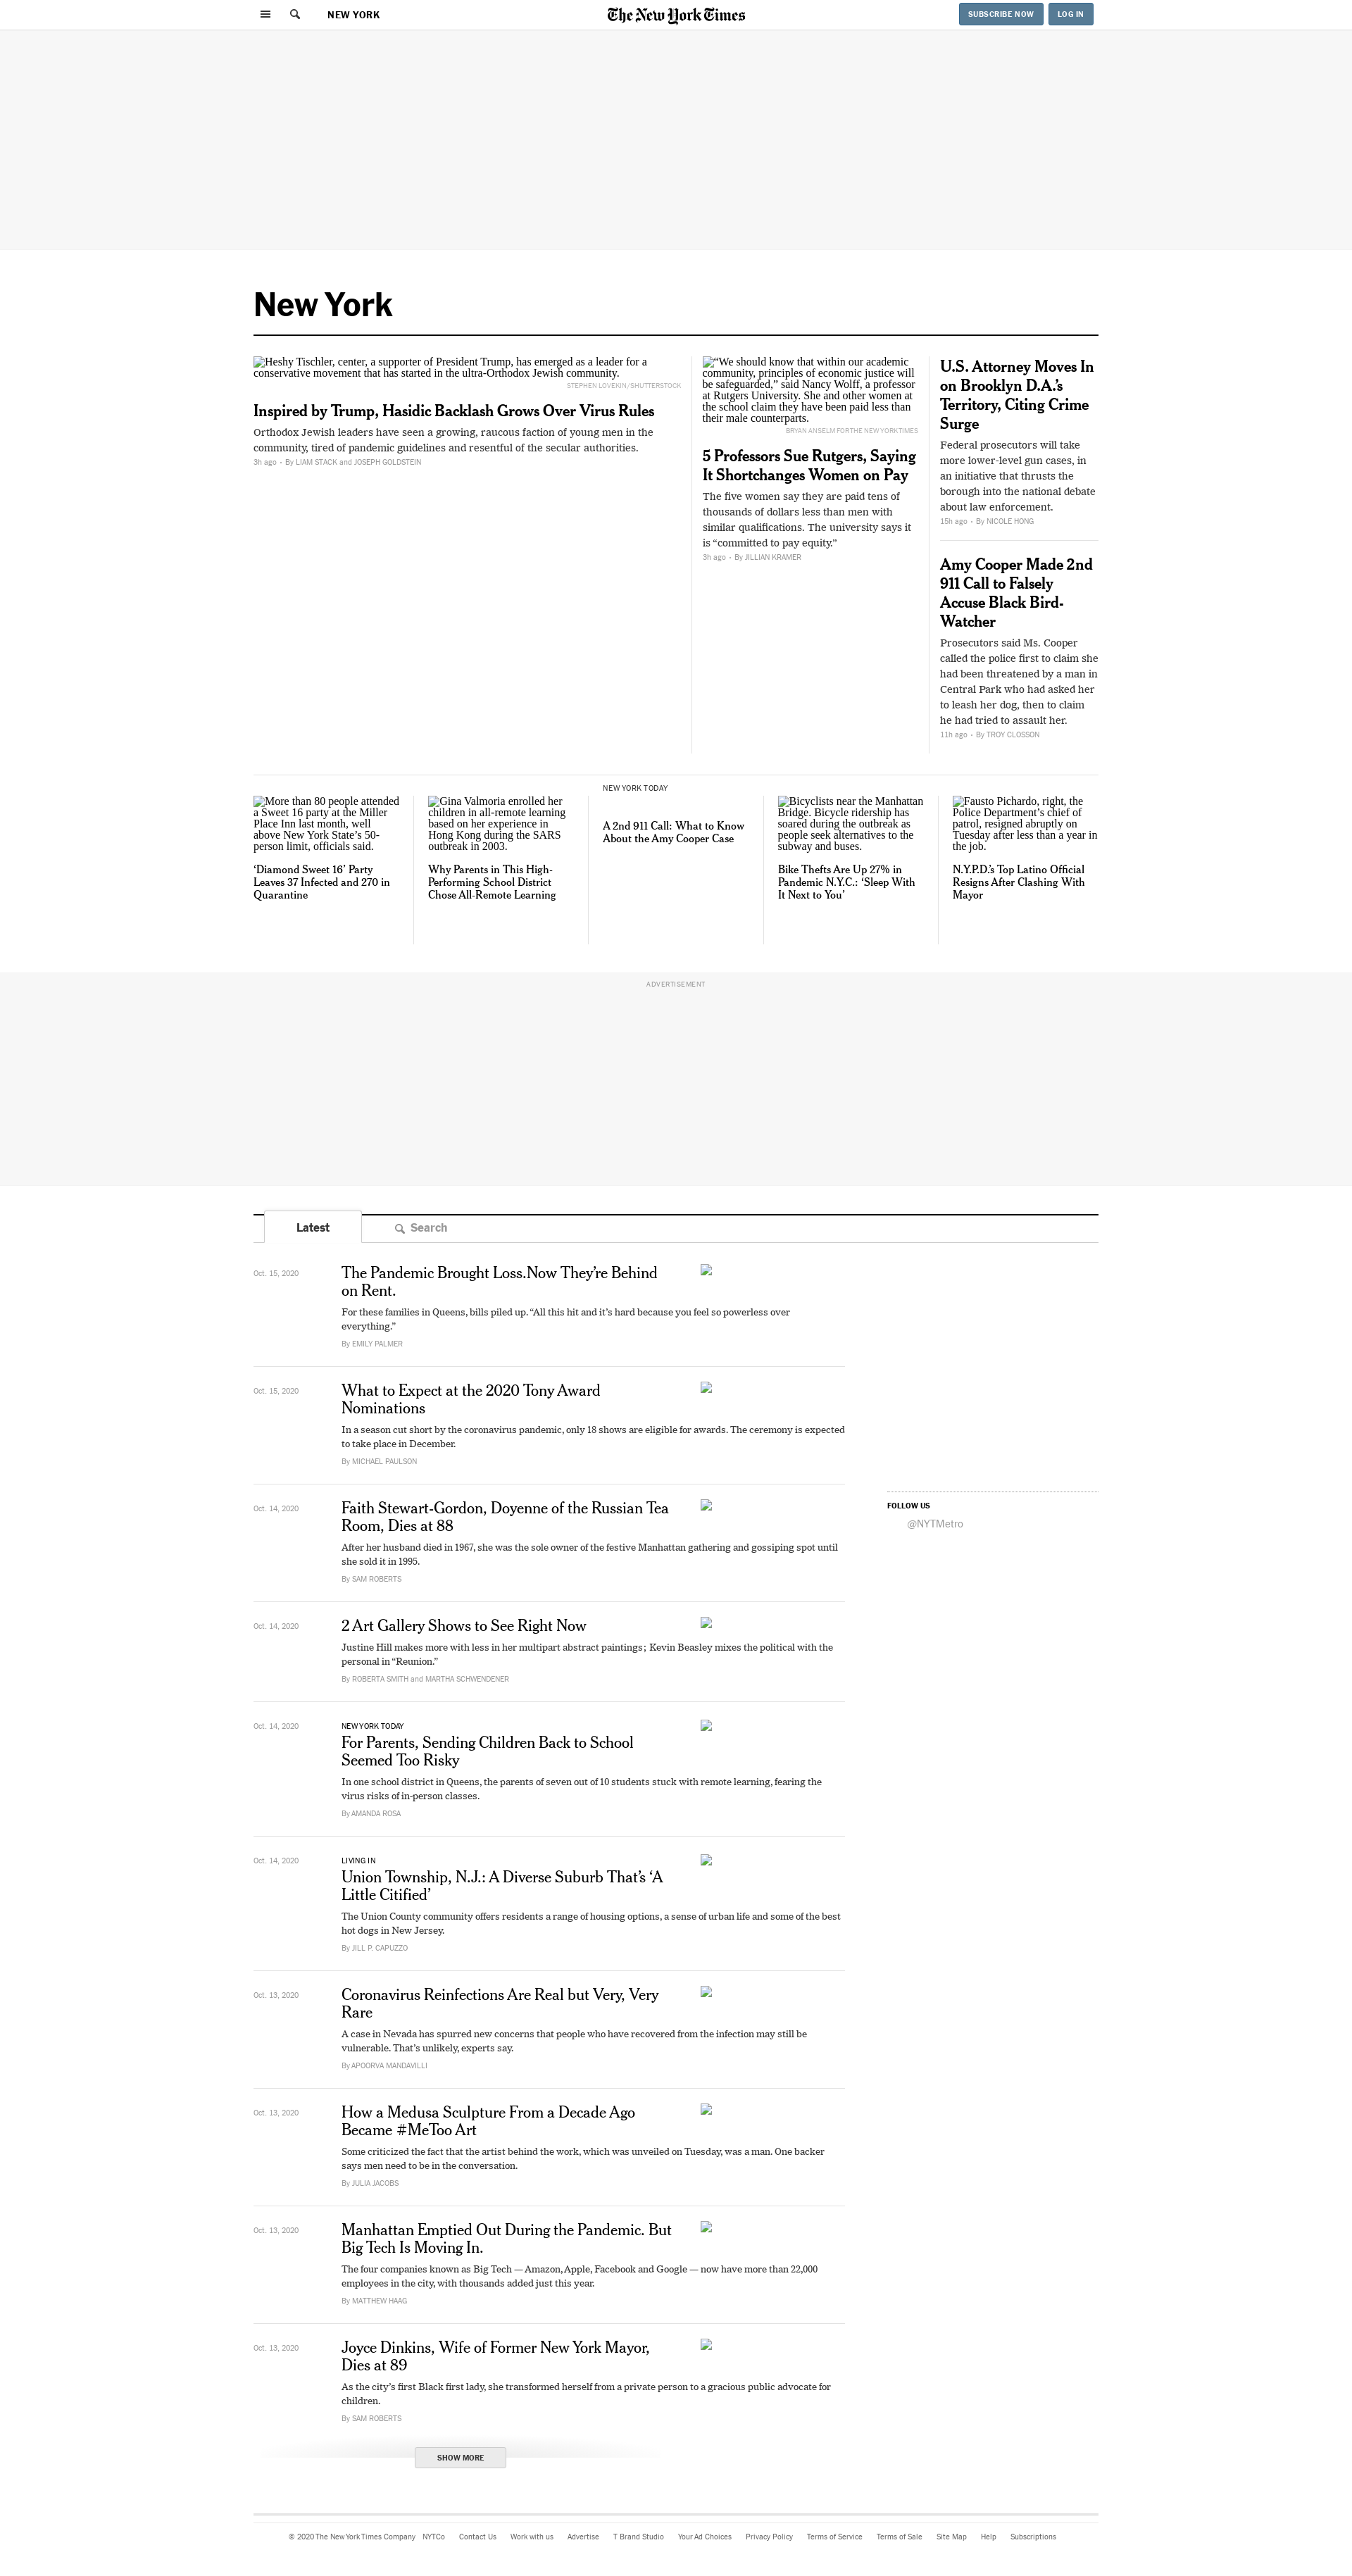 NEW YORK
The New York Times
SUBSCRIBE NOW
LOG IN
New York
Heshy Tischler, center, a supporter of President Trump, has emerged as a leader for a
conservative movement that has started in the ultra-Orthodox Jewish community.
STEPHEN LOVEKIN/SHUTTERSTOCK
Inspired by Trump, Hasidic Backlash Grows Over Virus Rules
Orthodox Jewish leaders have seen a growing, raucous faction of young men in the
community, tired of pandemic guidelines and resentful of the secular authorities.
3h ago - By LIAM STACK and JOSEPH GOLDSTEIN
“We should know that within our academic
community, principles of economic justice will
be safeguarded,” said Nancy Wolff, a professor
at Rutgers University. She and other women at
the school claim they have been paid less than
their male counterparts.
BRYAN ANSELM FOR THE NEW YORK TIMES
5 Professors Sue Rutgers, Saying
It Shortchanges Women on Pay
The five women say they are paid tens of
thousands of dollars less than men with
similar qualifications. The university says it
is “committed to pay equity.”
3h ago - By JILLIAN KRAMER
U.S. Attorney Moves In
on Brooklyn D.A.’s
Territory, Citing Crime
Surge
Federal prosecutors will take
more lower-level gun cases, in
an initiative that thrusts the
borough into the national debate
about law enforcement.
15h ago - By NICOLE HONG
Amy Cooper Made 2nd
911 Call to Falsely
Accuse Black Bird-
Watcher
Prosecutors said Ms. Cooper
called the police first to claim she
had been threatened by a man in
Central Park who had asked her
to leash her dog, then to claim
he had tried to assault her.
11h ago - By TROY CLOSSON
More than 80 people attended
a Sweet 16 party at the Miller
Place Inn last month, well
above New York State’s 50-
person limit, officials said.
‘Diamond Sweet 16’ Party
Leaves 37 Infected and 270 in
Quarantine
Gina Valmoria enrolled her
children in all-remote learning
based on her experience in
Hong Kong during the SARS
outbreak in 2003.
Why Parents in This High-
Performing School District
Chose All-Remote Learning
NEW YORK TODAY
A 2nd 911 Call: What to Know
About the Amy Cooper Case
Bicyclists near the Manhattan
Bridge. Bicycle ridership has
soared during the outbreak as
people seek alternatives to the
subway and buses.
Bike Thefts Are Up 27% in
Pandemic N.Y.C.: ‘Sleep With
It Next to You’
Fausto Pichardo, right, the
Police Department’s chief of
patrol, resigned abruptly on
Tuesday after less than a year in
the job.
N.Y.P.D.’s Top Latino Official
Resigns After Clashing With
Mayor
ADVERTISEMENT
Latest
Search
Oct. 15, 2020
The Pandemic Brought Loss.Now They’re Behind
on Rent.
For these families in Queens, bills piled up. “All this hit and it’s hard because you feel so powerless over
everything.”
By EMILY PALMER
Oct. 15, 2020
What to Expect at the 2020 Tony Award
Nominations
In a season cut short by the coronavirus pandemic, only 18 shows are eligible for awards. The ceremony is expected
to take place in December.
By MICHAEL PAULSON
Oct. 14, 2020
Faith Stewart-Gordon, Doyenne of the Russian Tea
Room, Dies at 88
After her husband died in 1967, she was the sole owner of the festive Manhattan gathering and gossiping spot until
she sold it in 1995.
By SAM ROBERTS
FOLLOW US
@NYTMetro
Oct. 14, 2020
2 Art Gallery Shows to See Right Now
Justine Hill makes more with less in her multipart abstract paintings; Kevin Beasley mixes the political with the
personal in “Reunion.”
By ROBERTA SMITH and MARTHA SCHWENDENER
Oct. 14, 2020
NEW YORK TODAY
For Parents, Sending Children Back to School
Seemed Too Risky
In one school district in Queens, the parents of seven out of 10 students stuck with remote learning, fearing the
virus risks of in-person classes.
By AMANDA ROSA
Oct. 14, 2020
LIVING IN
Union Township, N.J.: A Diverse Suburb That’s ‘A
Little Citified’
The Union County community offers residents a range of housing options, a sense of urban life and some of the best
hot dogs in New Jersey.
By JILL P. CAPUZZO
Oct. 13, 2020
Coronavirus Reinfections Are Real but Very, Very
Rare
A case in Nevada has spurred new concerns that people who have recovered from the infection may still be
vulnerable. That’s unlikely, experts say.
By APOORVA MANDAVILLI
Oct. 13, 2020
How a Medusa Sculpture From a Decade Ago
Became #MeToo Art
Some criticized the fact that the artist behind the work, which was unveiled on Tuesday, was a man. One backer
says men need to be in the conversation.
By JULIA JACOBS
Oct. 13, 2020
Manhattan Emptied Out During the Pandemic. But
Big Tech Is Moving In.
The four companies known as Big Tech — Amazon, Apple, Facebook and Google — now have more than 22,000
employees in the city, with thousands added just this year.
By MATTHEW HAAG
Oct. 13, 2020
Joyce Dinkins, Wife of Former New York Mayor,
Dies at 89
As the city’s first Black first lady, she transformed herself from a private person to a gracious public advocate for
children.
By SAM ROBERTS
SHOW MORE
© 2020 The New York Times Company NYTCo Contact Us Work with us Advertise T Brand Studio Your Ad Choices Privacy Policy Terms of Service Terms of Sale Site Map Help Subscriptions